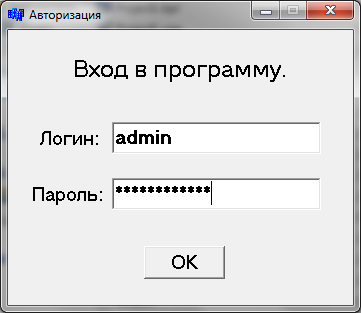 Авторизация
Вход в программу.
Логин: admin
Пароль: ************
OK